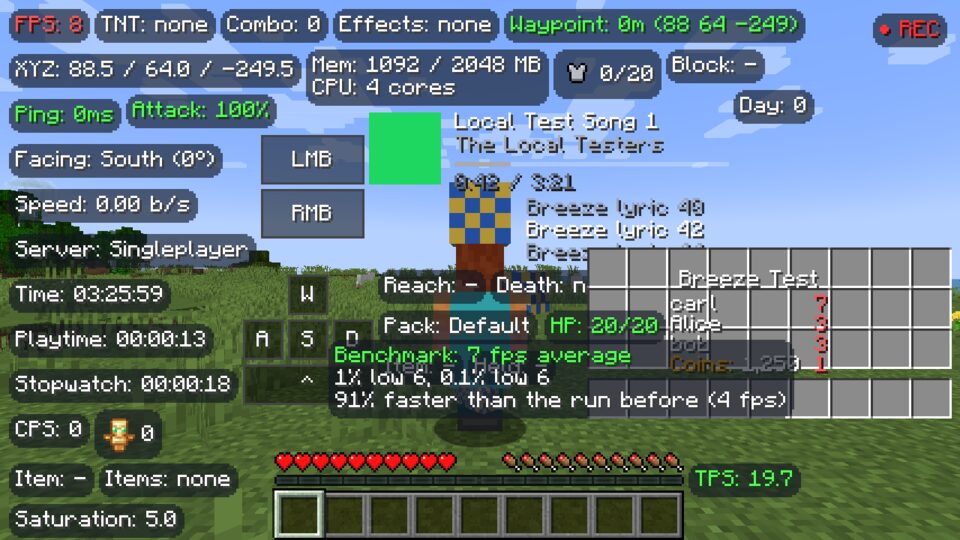 FPS: 8
TNT: none
Combo: 0
Effects: none
Waypoint: 0m (88 64 -249)
REC
XYZ: 88.5 / 64.0 / -249.5
Mem: 1092 / 2048 MB
CPU: 4 cores
0/20
Block: -
Day: 0
Ping: 0ms
Attack: 100%
Local Test Song 1
The Local Testers
0:42 / 3:21
Facing: South (0°)
LMB
RMB
Speed: 0.00 b/s
Breeze lyric 40
Breeze lyric 42
Breeze
Server: Singleplayer
Breeze Test
Time: 03:25:59
W
Reach: -
Death: n
carl 7
Alice 3
bob 3
Coins: 1,250 1
Pack: Default
HP: 20/20
Playtime: 00:00:13
A
S
D
Benchmark: 7 fps average
1% low 6, 0.1% low 6
91% faster than the run before (4 fps)
Stopwatch: 00:00:18
^
CPS: 0
0
Item: -
Items: none
TPS: 19.7
Saturation: 5.0